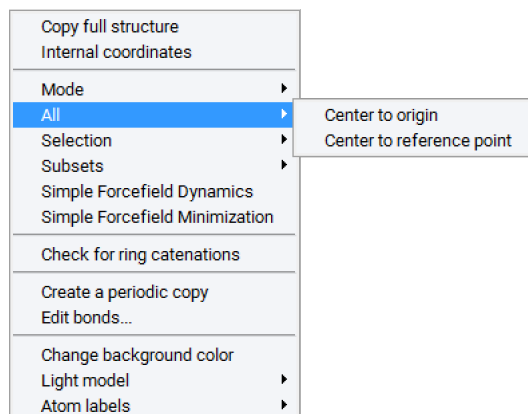 Copy full structure
Internal coordinates
Mode
All
Center to origin
Selection
Center to reference point
Subsets
Simple Forcefield Dynamics
Simple Forcefield Minimization
Check for ring catenations
Create a periodic copy
Edit bonds...
Change background color
Light model
Atom labels